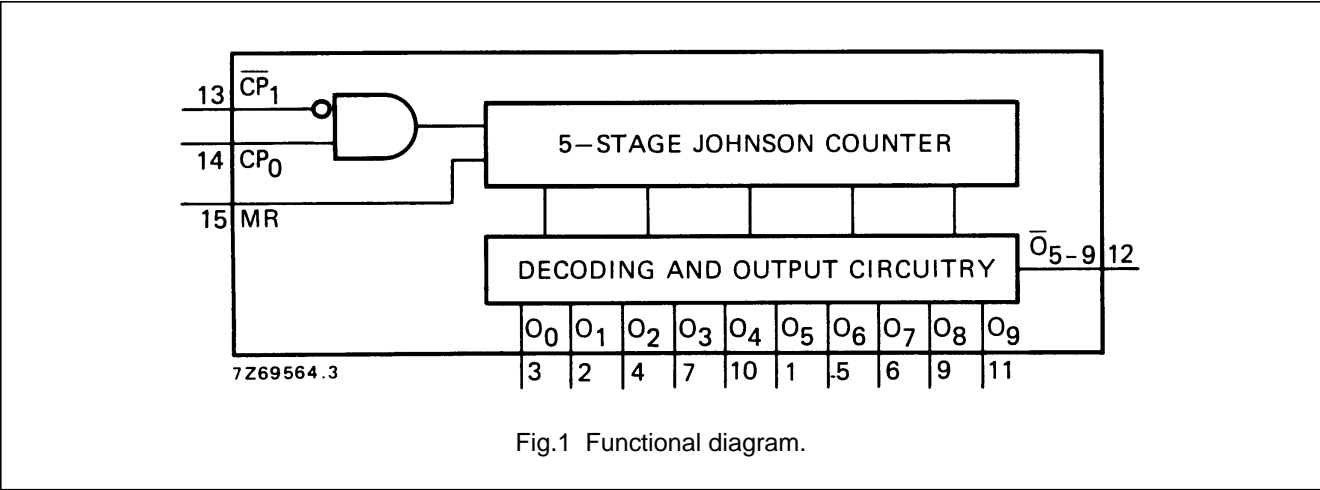 13 C̅P̅₁
14 CP₀
15 MR
5–STAGE JOHNSON COUNTER
DECODING AND OUTPUT CIRCUITRY
O̅₅₋₉ 12
O₀ O₁ O₂ O₃ O₄ O₅ O₆ O₇ O₈ O₉
3 2 4 7 10 1 5 6 9 11
7Z69564.3
Fig.1 Functional diagram.